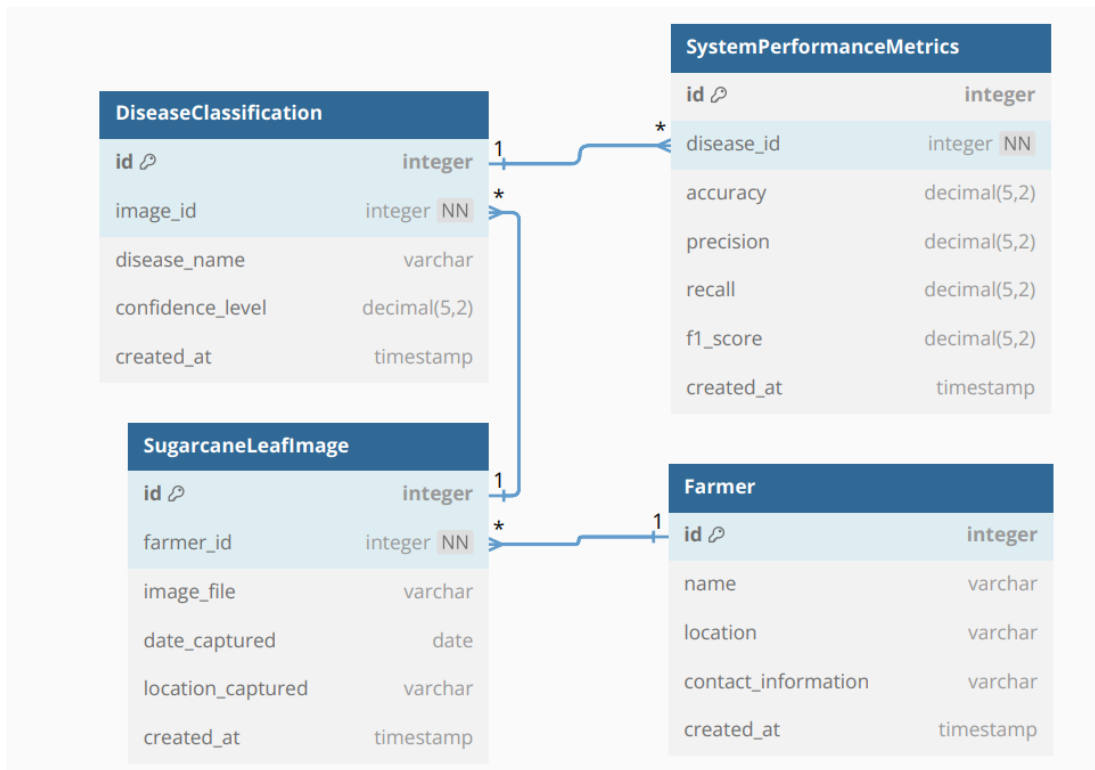 DiseaseClassification
id integer
image_id integer NN
disease_name varchar
confidence_level decimal(5,2)
created_at timestamp
1
*
SystemPerformanceMetrics
id integer
disease_id integer NN
accuracy decimal(5,2)
precision decimal(5,2)
recall decimal(5,2)
f1_score decimal(5,2)
created_at timestamp
*
SugarcaneLeafImage
id integer
farmer_id integer NN
image_file varchar
date_captured date
location_captured varchar
created_at timestamp
1
*
Farmer
id integer
name varchar
location varchar
contact_information varchar
created_at timestamp
1